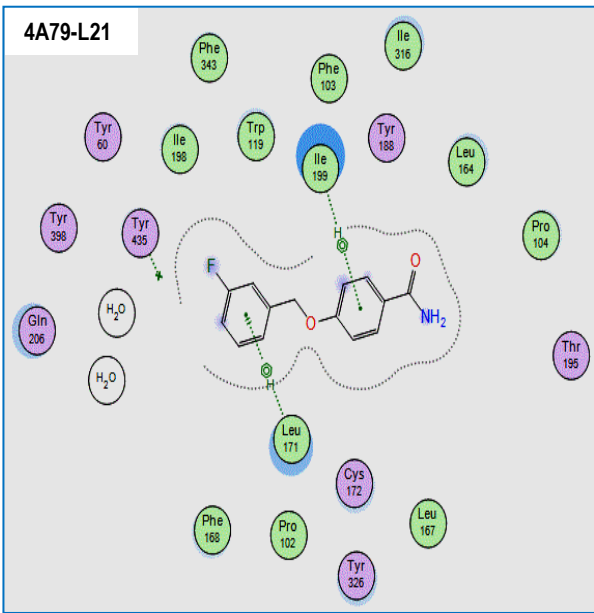 4A79-L21
Phe
343
Ile
316
Phe
103
Tyr
60
Ile
198
Trp
119
Ile
199
Tyr
188
Leu
164
Tyr
398
Tyr
435
Pro
104
H
F
O
H₂O
O
NH₂
Gln
206
H₂O
Thr
195
H
Leu
171
Cys
172
Phe
168
Pro
102
Leu
167
Tyr
326